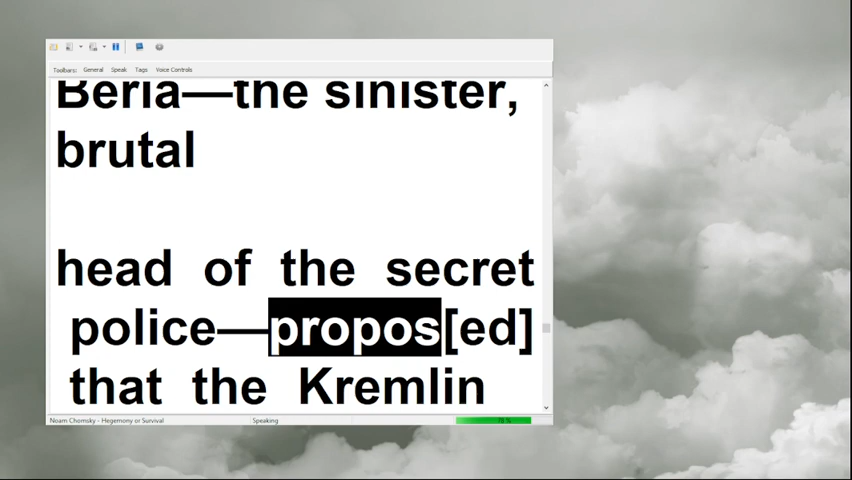 Toolbars: General Speak Tags Voice Controls
Beria—the sinister,
brutal
head of the secret
police—propos[ed]
that the Kremlin
Noam Chomsky - Hegemony or Survival Speaking 75 %